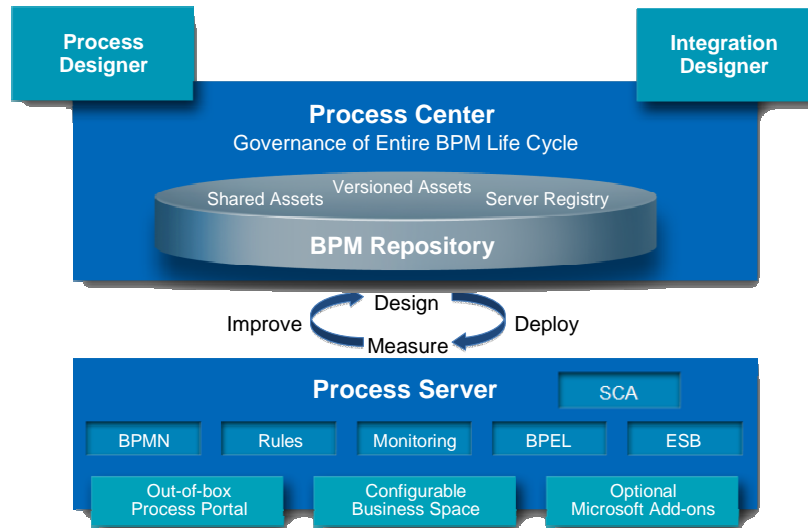 Process
Designer
Integration
Designer
Process Center
Governance of Entire BPM Life Cycle
Versioned Assets
Shared Assets
Server Registry
BPM Repository
Design
Improve
Deploy
Measure
Process Server
SCA
BPMN
Rules
Monitoring
BPEL
ESB
Out-of-box
Process Portal
Configurable
Business Space
Optional
Microsoft Add-ons